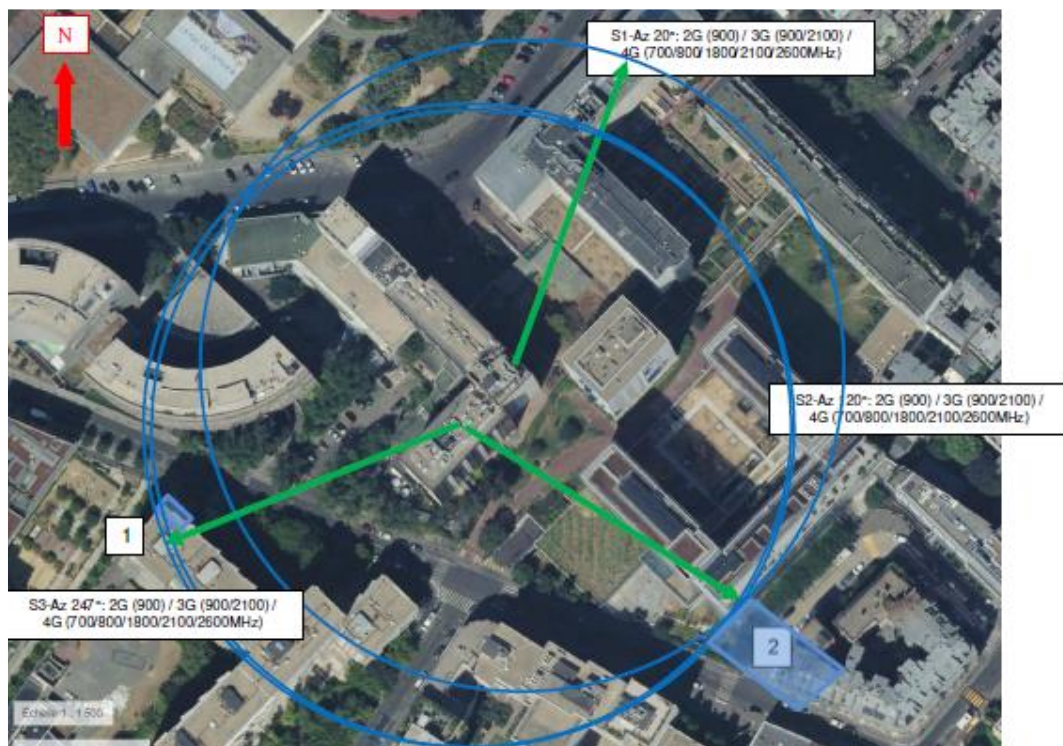 N
S1-Az 20°: 2G (900) / 3G (900/2100) /
4G (700/800/1800/2100/2600MHz)
S2-Az 120°: 2G (900) / 3G (900/2100) /
4G (700/800/1800/2100/2600MHz)
1
S3-Az 247°: 2G (900) / 3G (900/2100) /
4G (700/800/1800/2100/2600MHz)
2
Echelle 1 : 1 500